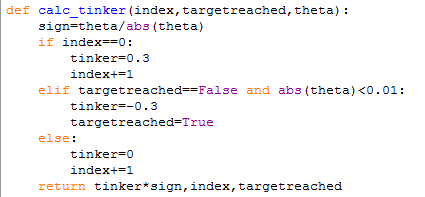 def calc_tinker(index,targetreached,theta):
    sign=theta/abs(theta)
    if index==0:
        tinker=0.3
        index+=1
    elif targetreached==False and abs(theta)<0.01:
        tinker=-0.3
        targetreached=True
    else:
        tinker=0
        index+=1
    return tinker*sign,index,targetreached